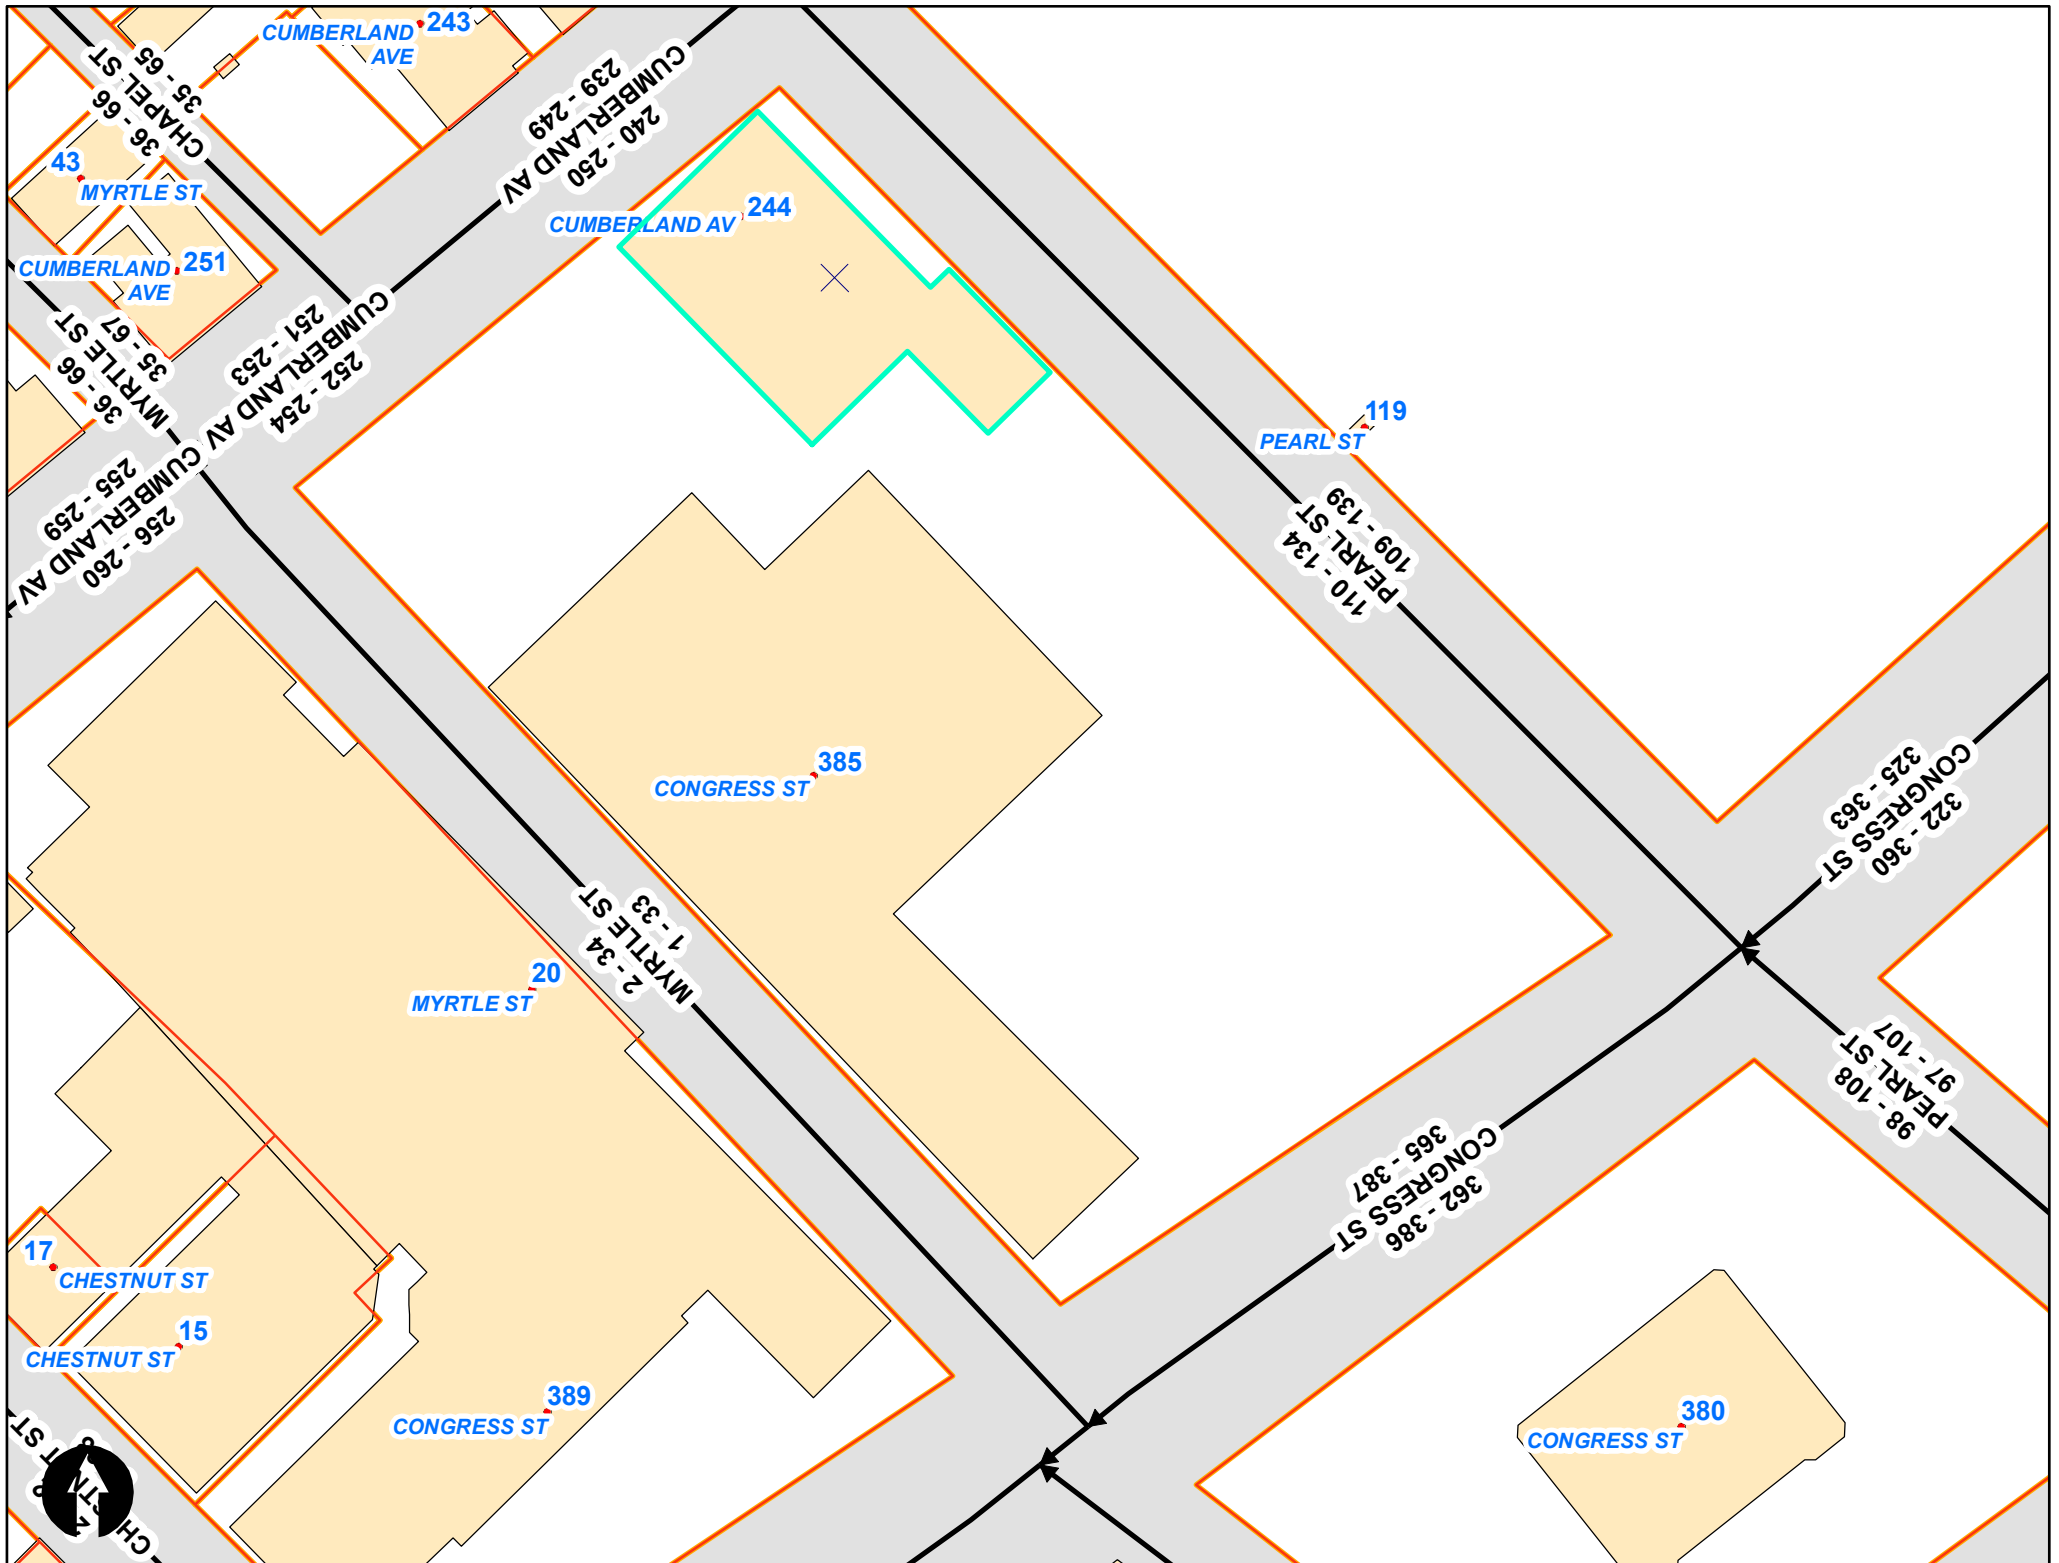 CUMBERLAND
AVE
243
CHAPEL ST
36 - 66
35 - 65
CUMBERLAND AV
239 - 249
240 - 250
43
MYRTLE ST
CUMBERLAND AV
244
CUMBERLAND
AVE
251
MYRTLE ST
36 - 66
35 - 67
CUMBERLAND AV
251 - 253
252 - 254
CUMBERLAND AV
255 - 259
256 - 260
119
PEARL ST
109 - 139
PEARL ST
110 - 134
385
CONGRESS ST
325 - 363
CONGRESS ST
322 - 360
1 - 33
MYRTLE ST
2 - 34
20
MYRTLE ST
97 - 107
PEARL ST
98 - 108
365 - 387
CONGRESS ST
362 - 386
17
CHESTNUT ST
15
CHESTNUT ST
389
CONGRESS ST
380
CONGRESS ST